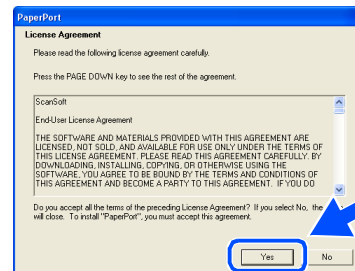 PaperPort
License Agreement
Please read the following license agreement carefully.
Press the PAGE DOWN key to see the rest of the agreement.
ScanSoft
End-User License Agreement
THE SOFTWARE AND MATERIALS PROVIDED WITH THIS AGREEMENT ARE
LICENSED, NOT SOLD, AND AVAILABLE FOR USE ONLY UNDER THE TERMS OF
THIS LICENSE AGREEMENT. PLEASE READ THIS AGREEMENT CAREFULLY. BY
DOWNLOADING, INSTALLING, COPYING, OR OTHERWISE USING THE
SOFTWARE, YOU AGREE TO BE BOUND BY THE TERMS AND CONDITIONS OF
THIS AGREEMENT AND BECOME A PARTY TO THIS AGREEMENT. IF YOU DO
Do you accept all the terms of the preceding License Agreement? If you select No, the
will close. To install "PaperPort", you must accept this agreement.
Yes No